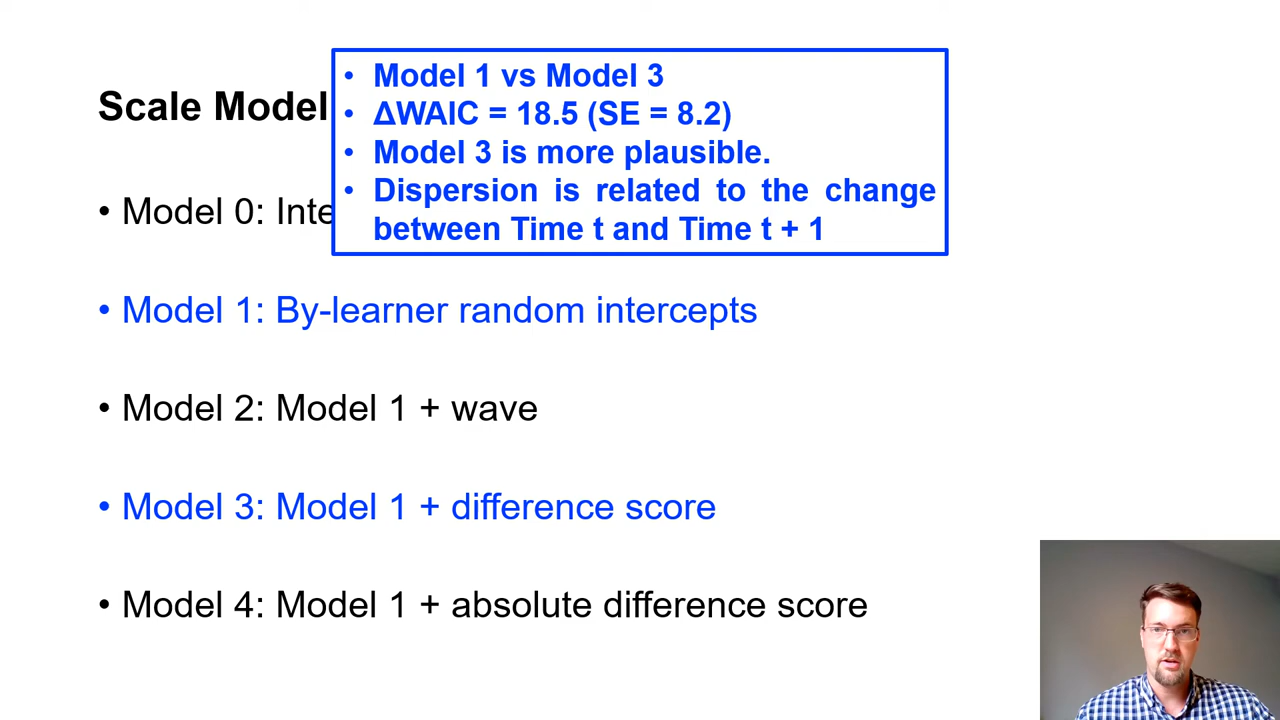 Scale Model
• Model 1 vs Model 3
• ΔWAIC = 18.5 (SE = 8.2)
• Model 3 is more plausible.
• Dispersion is related to the change
between Time t and Time t + 1
• Model 0: Inte
• Model 1: By-learner random intercepts
• Model 2: Model 1 + wave
• Model 3: Model 1 + difference score
• Model 4: Model 1 + absolute difference score